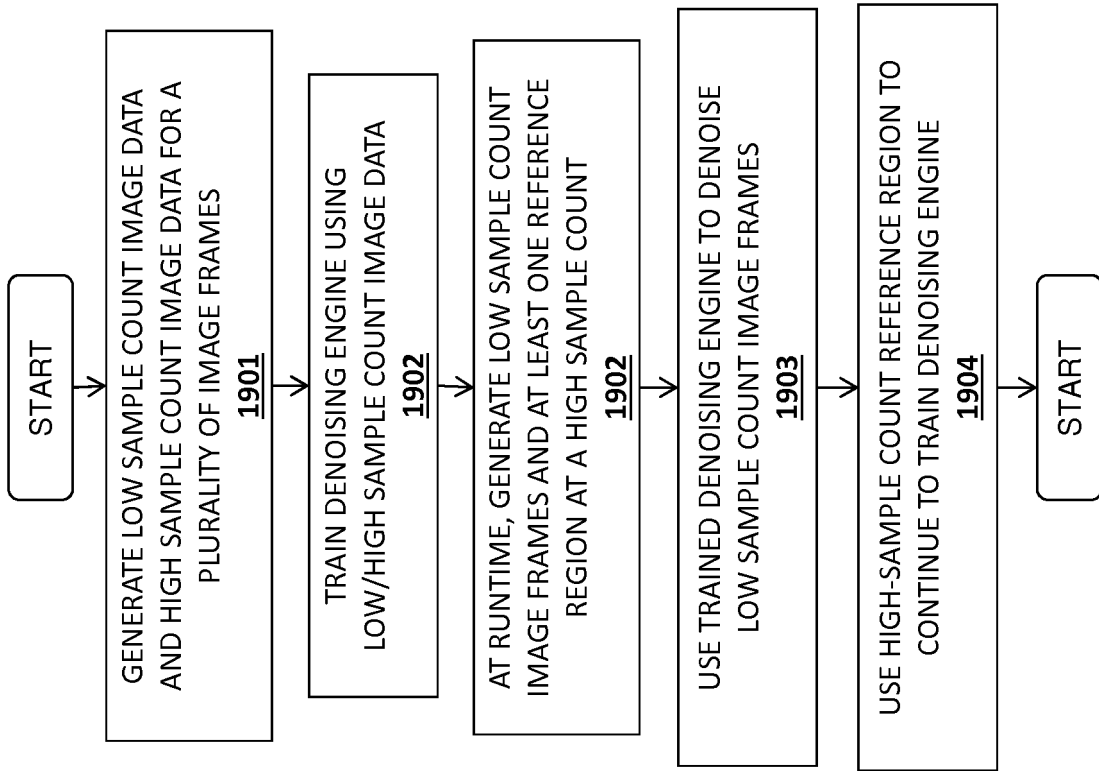 START
GENERATE LOW SAMPLE COUNT IMAGE DATA
AND HIGH SAMPLE COUNT IMAGE DATA FOR A
PLURALITY OF IMAGE FRAMES
1901
TRAIN DENOISING ENGINE USING
LOW/HIGH SAMPLE COUNT IMAGE DATA
1902
AT RUNTIME, GENERATE LOW SAMPLE COUNT
IMAGE FRAMES AND AT LEAST ONE REFERENCE
REGION AT A HIGH SAMPLE COUNT
1902
USE TRAINED DENOISING ENGINE TO DENOISE
LOW SAMPLE COUNT IMAGE FRAMES
1903
USE HIGH-SAMPLE COUNT REFERENCE REGION TO
CONTINUE TO TRAIN DENOISING ENGINE
1904
START